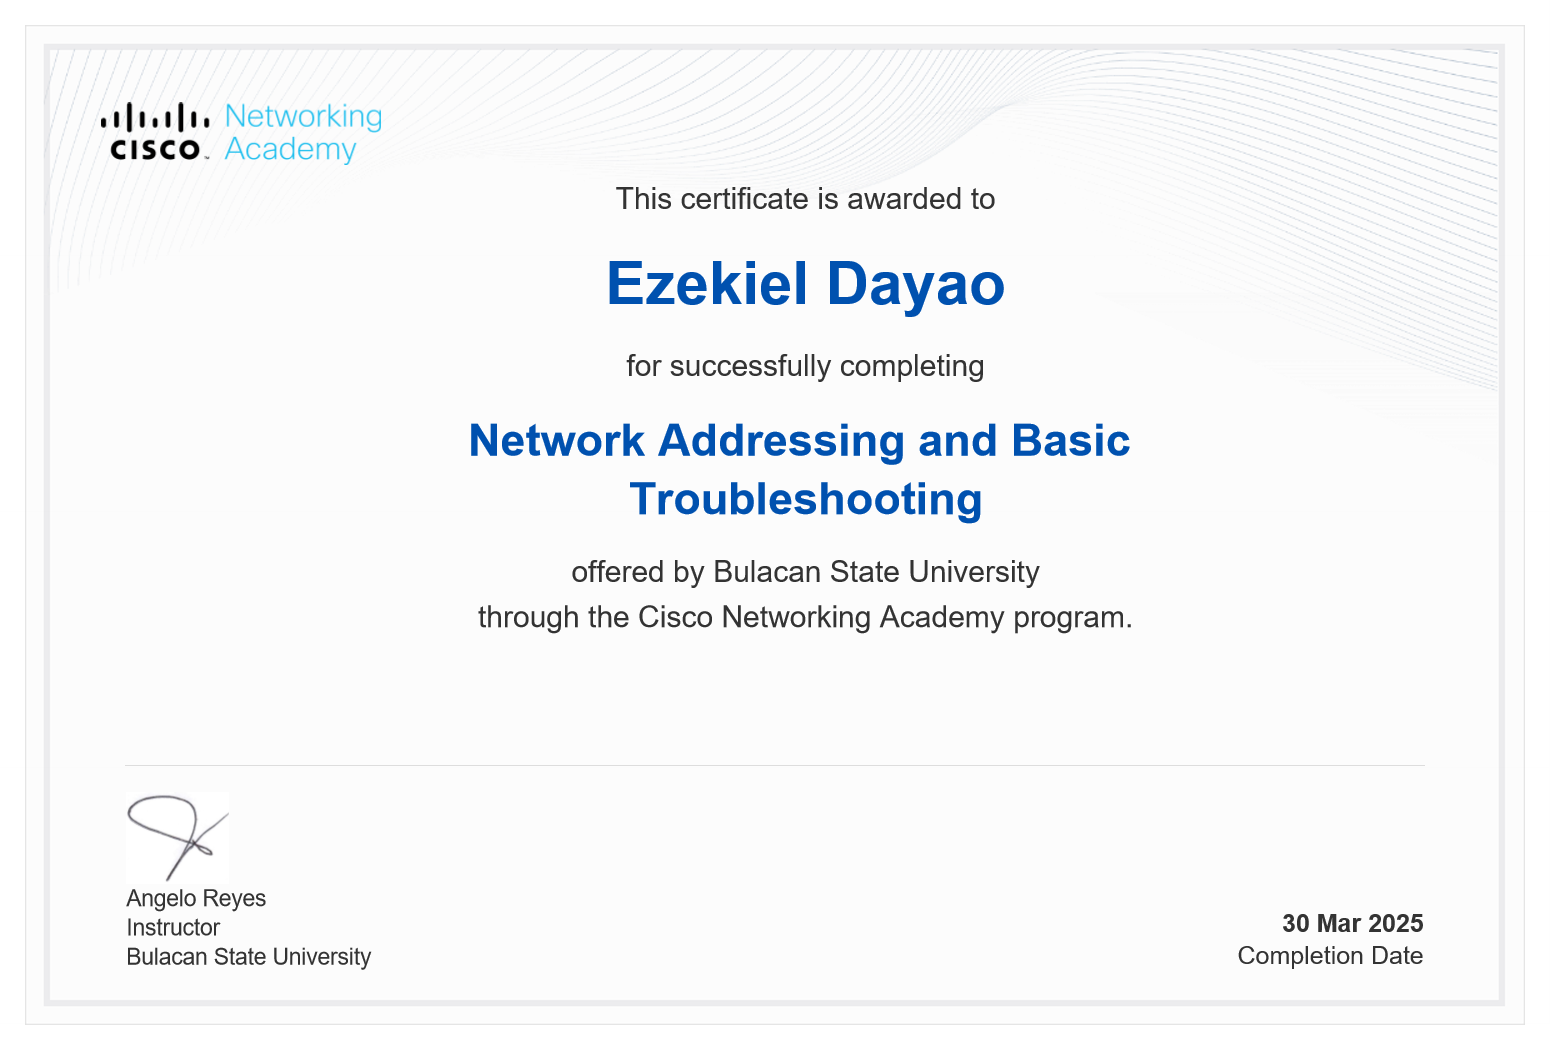 Networking
CISCO™ Academy
This certificate is awarded to
Ezekiel Dayao
for successfully completing
Network Addressing and Basic
Troubleshooting
offered by Bulacan State University
through the Cisco Networking Academy program.
Angelo Reyes
Instructor
Bulacan State University
30 Mar 2025
Completion Date